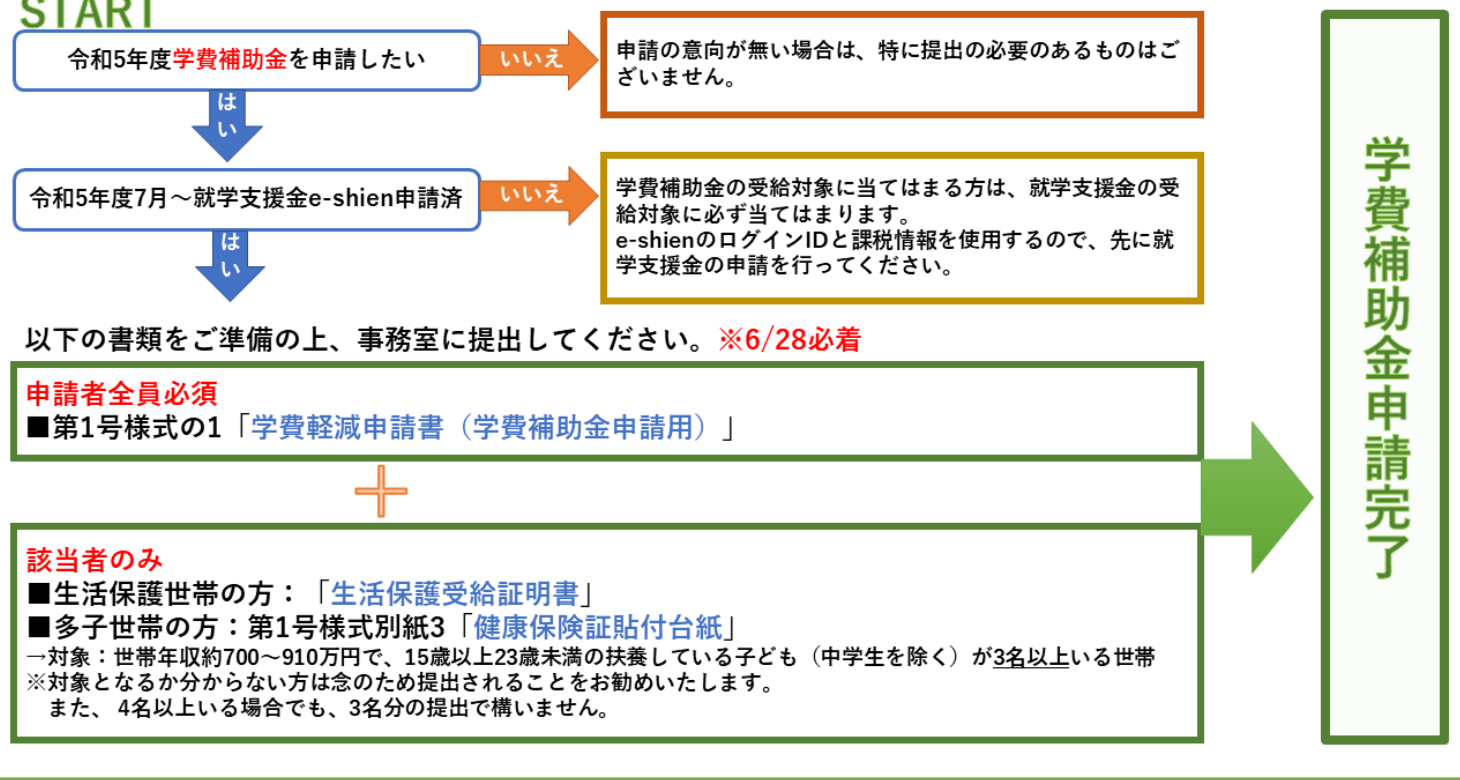 START
令和5年度学費補助金を申請したい
いいえ
申請の意向が無い場合は、特に提出の必要のあるものはご
ざいません。
はい
令和5年度7月～就学支援金e-shien申請済
いいえ
学費補助金の受給対象に当てはまる方は、就学支援金の受
給対象に必ず当てはまります。
e-shienのログインIDと課税情報を使用するので、先に就
学支援金の申請を行ってください。
はい
以下の書類をご準備の上、事務室に提出してください。※6/28必着
申請者全員必須
■第1号様式の1「学費軽減申請書（学費補助金申請用）」
該当者のみ
■生活保護世帯の方：「生活保護受給証明書」
■多子世帯の方：第1号様式別紙3「健康保険証貼付台紙」
→対象：世帯年収約700～910万円で、15歳以上23歳未満の扶養している子ども（中学生を除く）が3名以上いる世帯
※対象となるか分からない方は念のため提出されることをお勧めいたします。
また、 4名以上いる場合でも、3名分の提出で構いません。
学費補助金申請完了